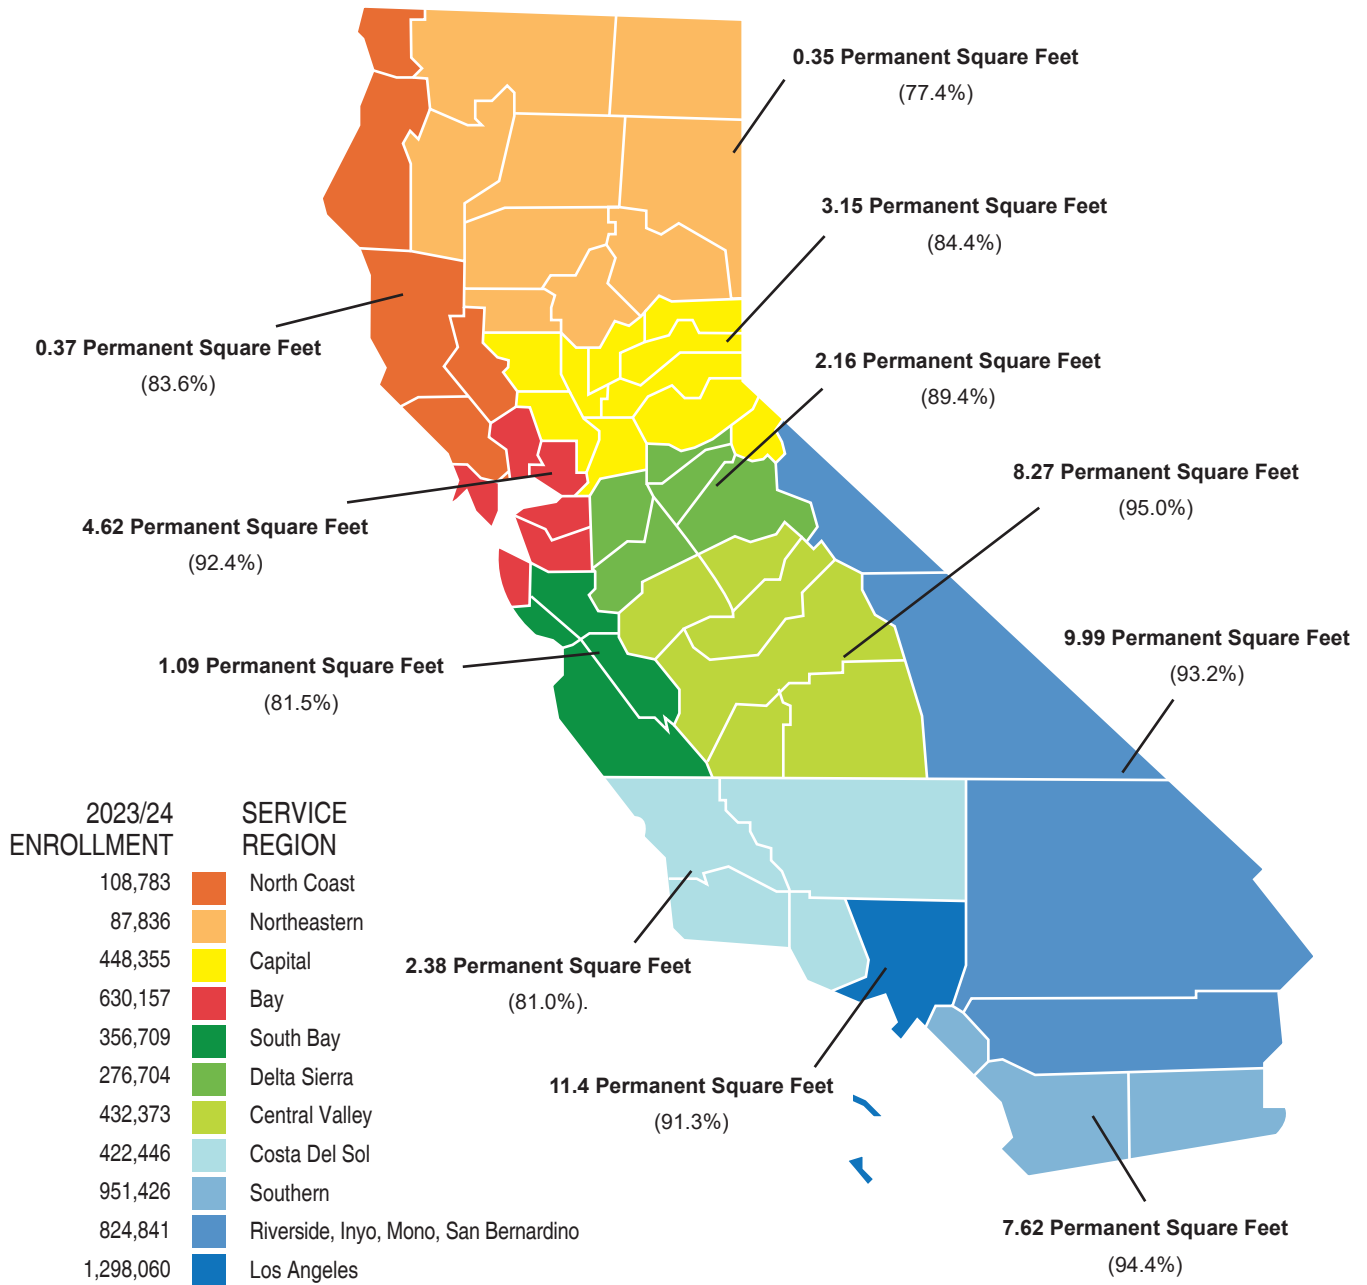 0.35 Permanent Square Feet
(77.4%)
3.15 Permanent Square Feet
(84.4%)
0.37 Permanent Square Feet
(83.6%)
2.16 Permanent Square Feet
(89.4%)
8.27 Permanent Square Feet
(95.0%)
4.62 Permanent Square Feet
(92.4%)
9.99 Permanent Square Feet
(93.2%)
1.09 Permanent Square Feet
(81.5%)
2.38 Permanent Square Feet
(81.0%).
11.4 Permanent Square Feet
(91.3%)
7.62 Permanent Square Feet
(94.4%)
2023/24 SERVICE
ENROLLMENT REGION
108,783 North Coast
87,836 Northeastern
448,355 Capital
630,157 Bay
356,709 South Bay
276,704 Delta Sierra
432,373 Central Valley
422,446 Costa Del Sol
951,426 Southern
824,841 Riverside, Inyo, Mono, San Bernardino
1,298,060 Los Angeles